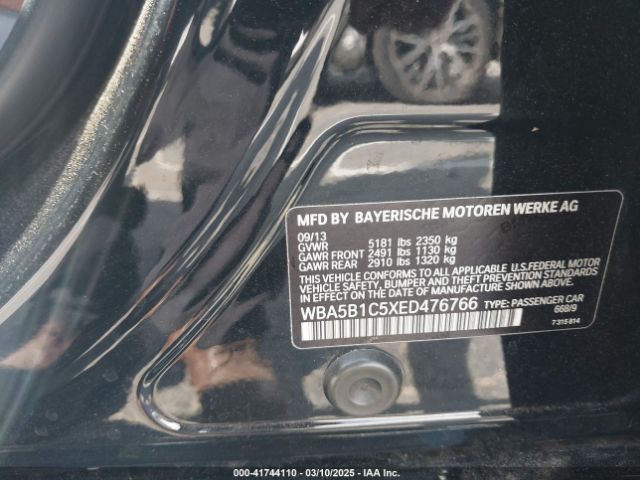 MFD BY BAYERISCHE MOTOREN WERKE AG
09/13
GVWR 5181 lbs 2350 kg
GAWR FRONT 2491 lbs 1130 kg
GAWR REAR 2910 lbs 1320 kg
THIS VEHICLE CONFORMS TO ALL APPLICABLE U.S.FEDERAL MOTOR
VEHICLE SAFETY, BUMPER AND THEFT PREVENTION STANDARDS
IN EFFECT ON THE DATE OF MANUFACTURE SHOWN ABOVE.
WBA5B1C5XED476766 TYPE: PASSENGER CAR
668/9
7 315 814
000-41744110 - 03/10/2025 - IAA Inc.